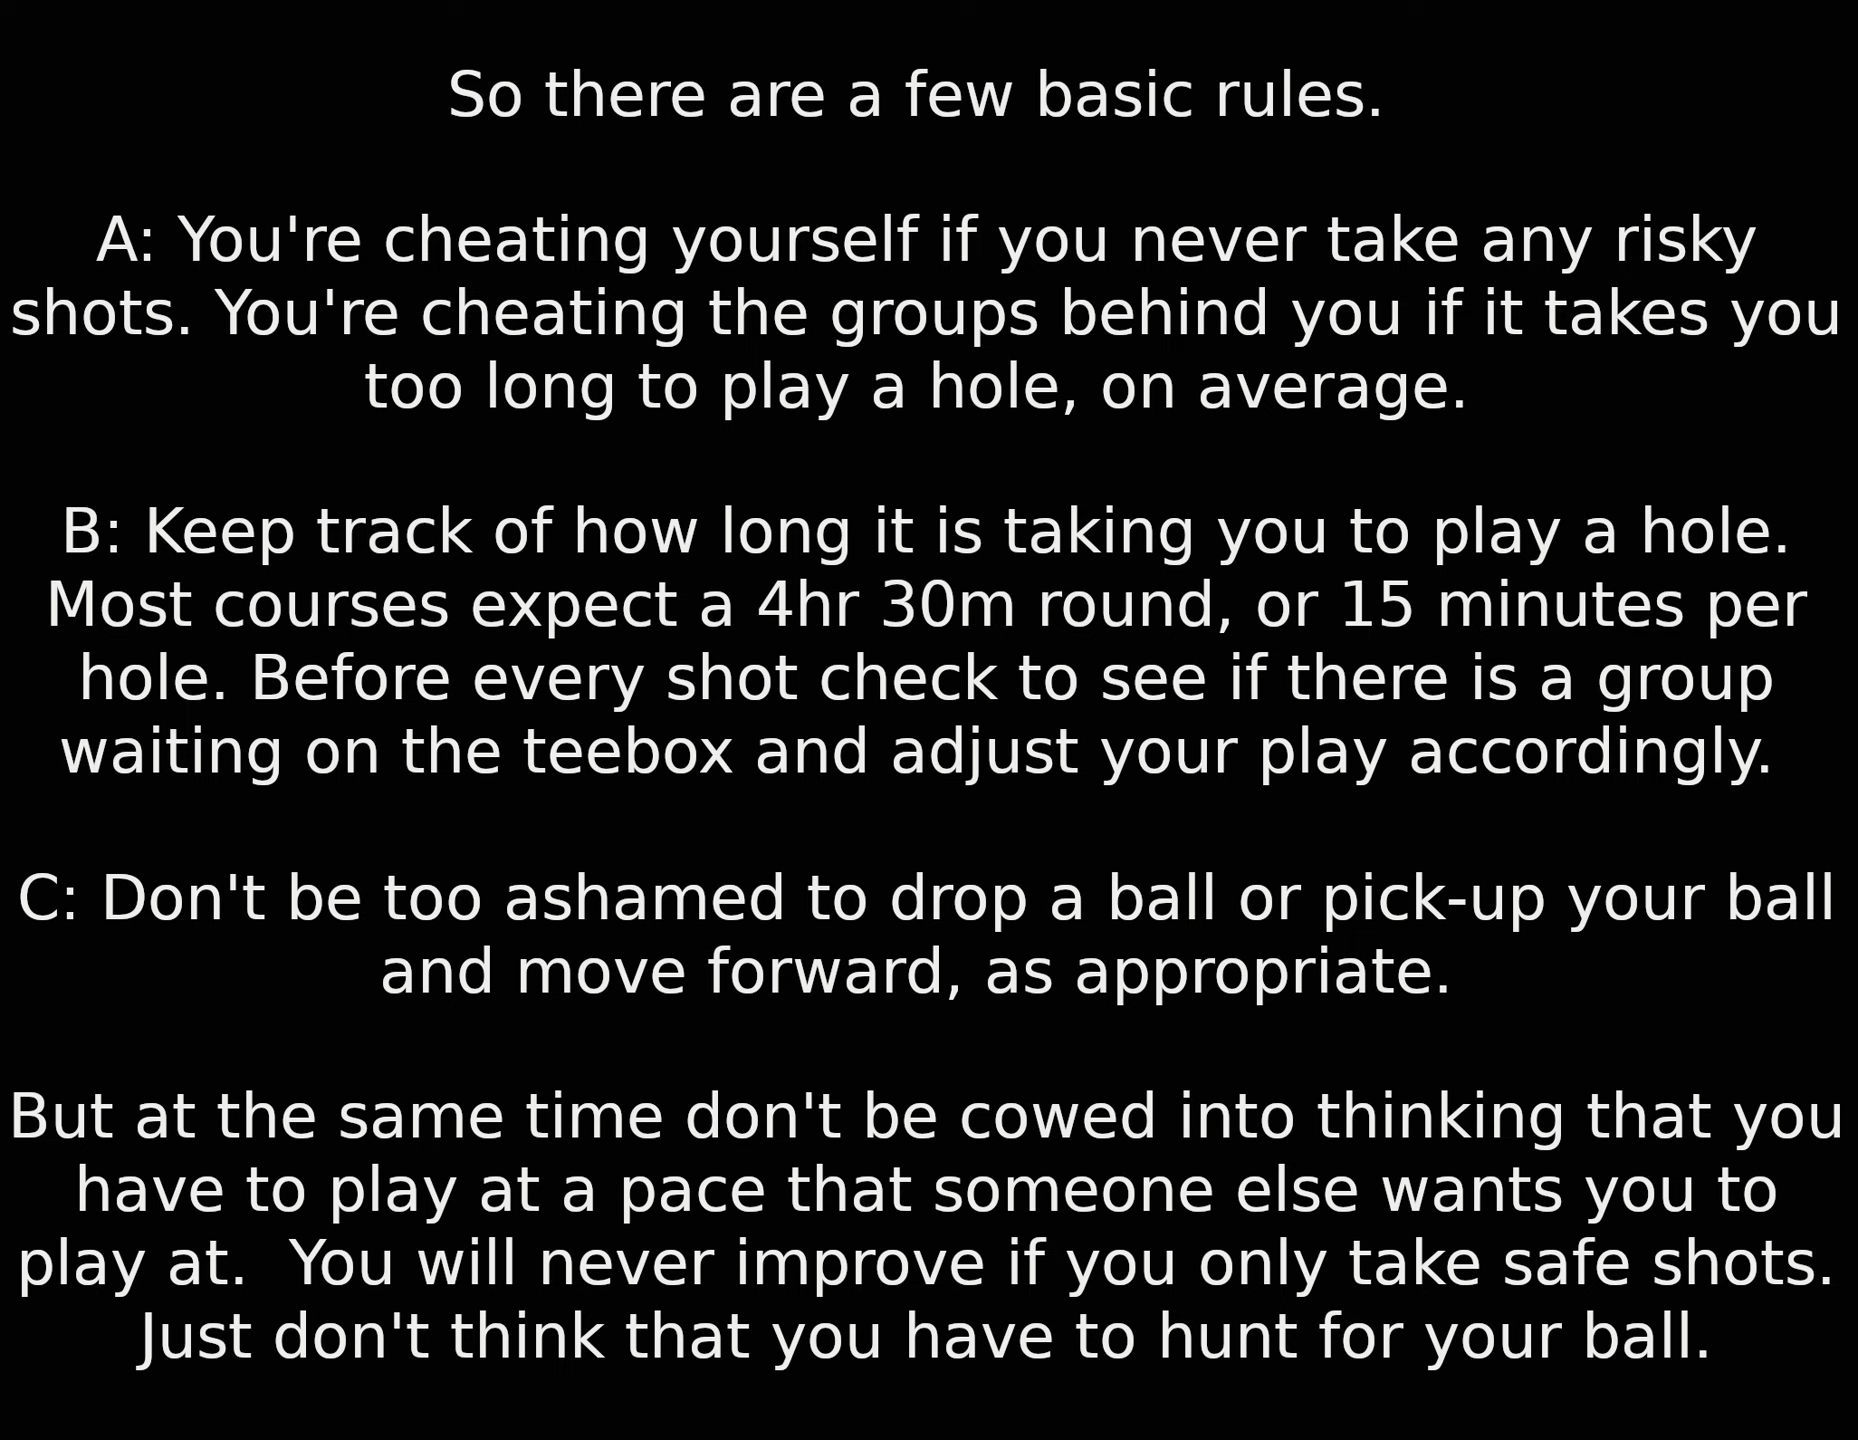 So there are a few basic rules.
A: You're cheating yourself if you never take any risky
shots. You're cheating the groups behind you if it takes you
too long to play a hole, on average.
B: Keep track of how long it is taking you to play a hole.
Most courses expect a 4hr 30m round, or 15 minutes per
hole. Before every shot check to see if there is a group
waiting on the teebox and adjust your play accordingly.
C: Don't be too ashamed to drop a ball or pick-up your ball
and move forward, as appropriate.
But at the same time don't be cowed into thinking that you
have to play at a pace that someone else wants you to
play at.  You will never improve if you only take safe shots.
Just don't think that you have to hunt for your ball.